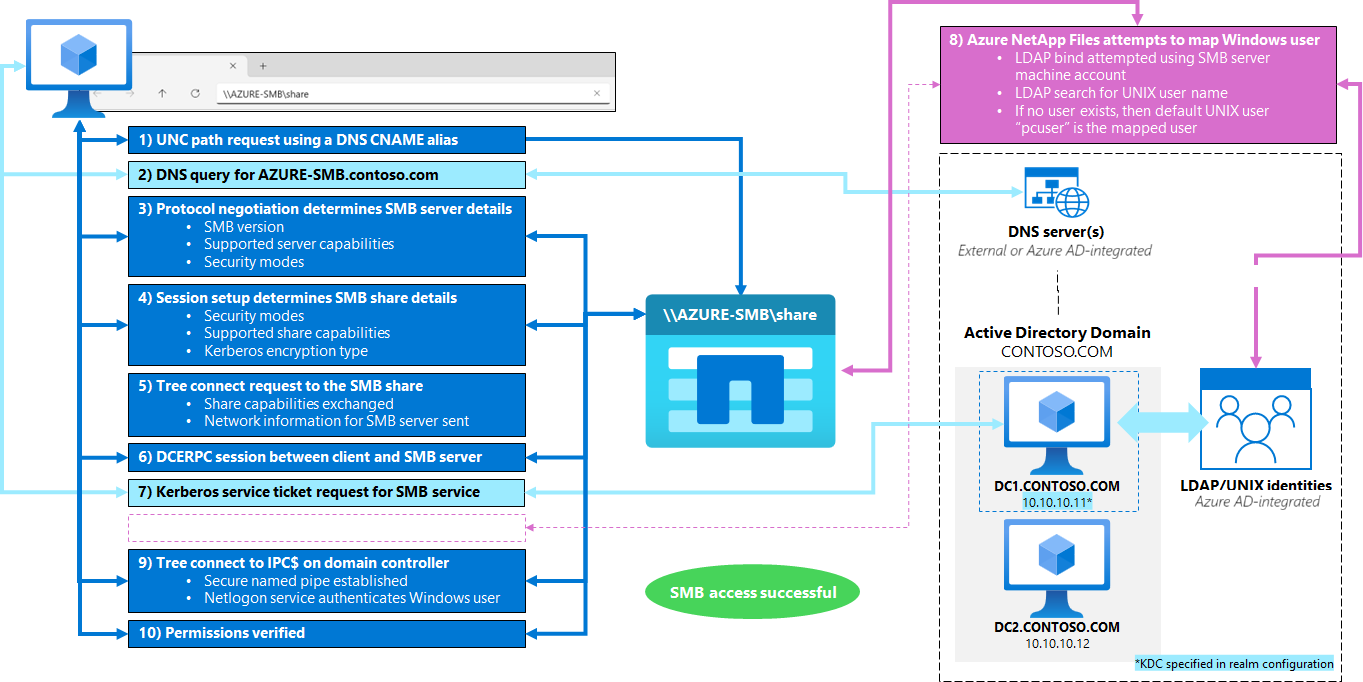 \\AZURE-SMB\share
1) UNC path request using a DNS CNAME alias
2) DNS query for AZURE-SMB.contoso.com
3) Protocol negotiation determines SMB server details
• SMB version
• Supported server capabilities
• Security modes
4) Session setup determines SMB share details
• Security modes
• Supported share capabilities
• Kerberos encryption type
5) Tree connect request to the SMB share
• Share capabilities exchanged
• Network information for SMB server sent
6) DCERPC session between client and SMB server
7) Kerberos service ticket request for SMB service
9) Tree connect to IPC$ on domain controller
• Secure named pipe established
• Netlogon service authenticates Windows user
10) Permissions verified
\\AZURE-SMB\share
SMB access successful
8) Azure NetApp Files attempts to map Windows user
• LDAP bind attempted using SMB server
machine account
• LDAP search for UNIX user name
• If no user exists, then default UNIX user
“pcuser” is the mapped user
DNS server(s)
External or Azure AD-integrated
Active Directory Domain
CONTOSO.COM
DC1.CONTOSO.COM
10.10.10.11*
LDAP/UNIX identities
Azure AD-integrated
DC2.CONTOSO.COM
10.10.10.12
*KDC specified in realm configuration